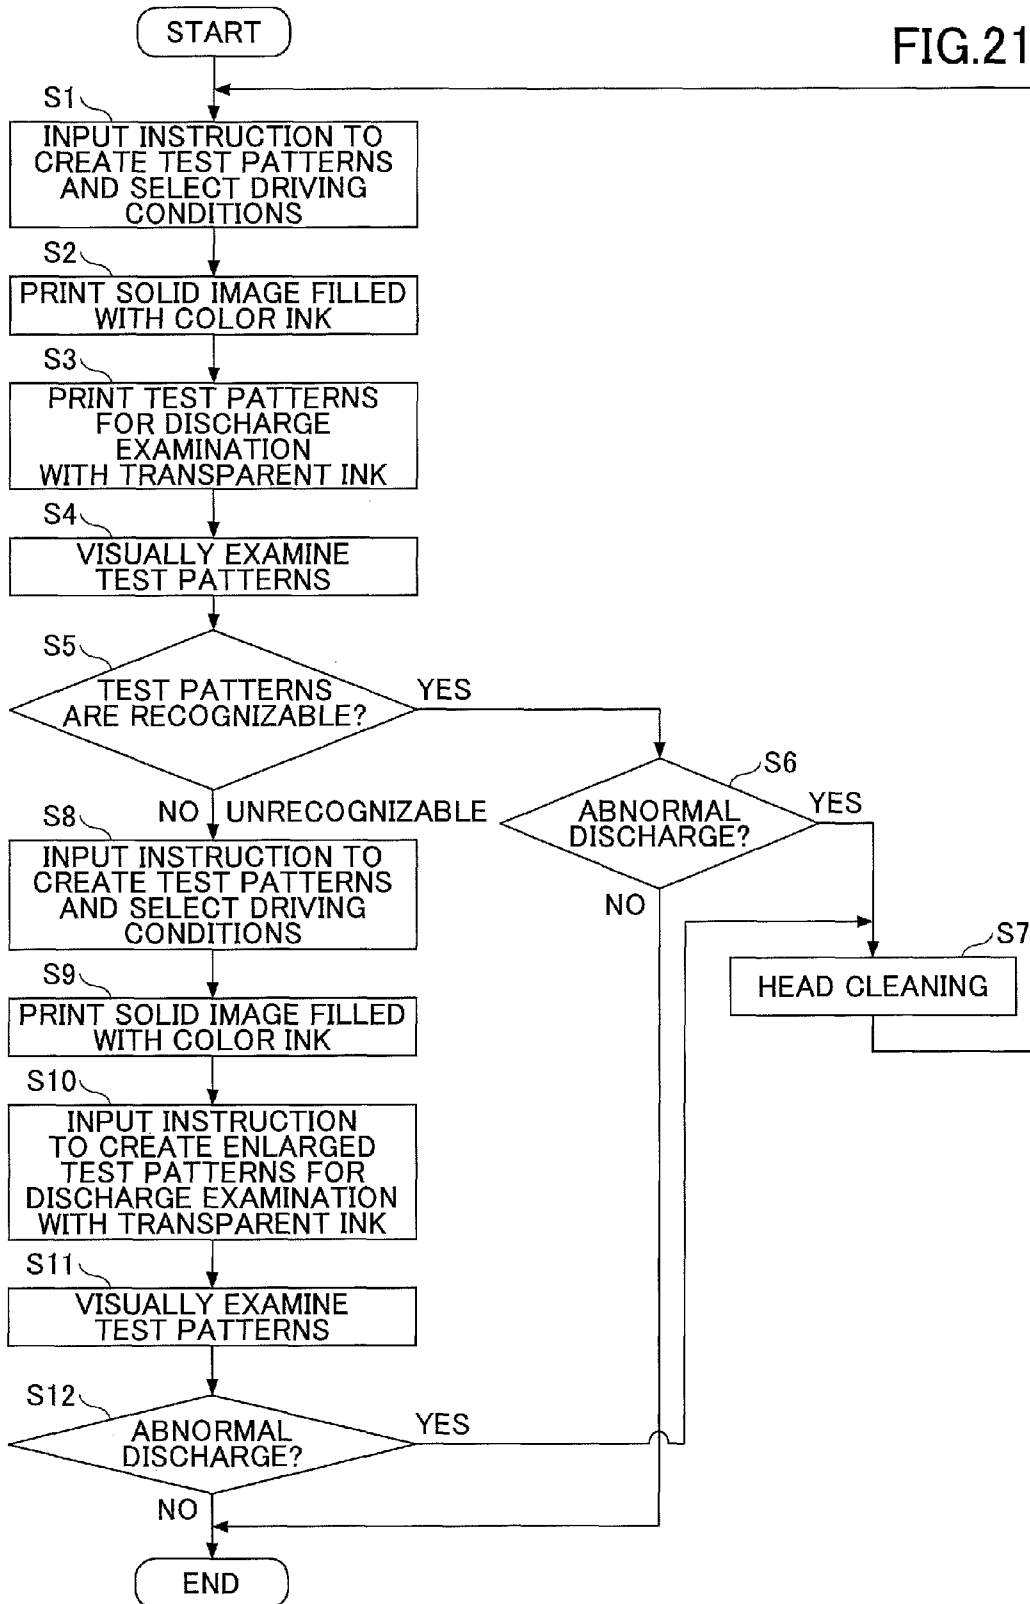 START
FIG.21
S1
INPUT INSTRUCTION TO
CREATE TEST PATTERNS
AND SELECT DRIVING
CONDITIONS
S2
PRINT SOLID IMAGE FILLED
WITH COLOR INK
S3
PRINT TEST PATTERNS
FOR DISCHARGE
EXAMINATION
WITH TRANSPARENT INK
S4
VISUALLY EXAMINE
TEST PATTERNS
S5
TEST PATTERNS
ARE RECOGNIZABLE?
YES
NO UNRECOGNIZABLE
S6
ABNORMAL
DISCHARGE?
YES
NO
S7
HEAD CLEANING
S8
INPUT INSTRUCTION TO
CREATE TEST PATTERNS
AND SELECT DRIVING
CONDITIONS
S9
PRINT SOLID IMAGE FILLED
WITH COLOR INK
S10
INPUT INSTRUCTION
TO CREATE ENLARGED
TEST PATTERNS FOR
DISCHARGE EXAMINATION
WITH TRANSPARENT INK
S11
VISUALLY EXAMINE
TEST PATTERNS
S12
ABNORMAL
DISCHARGE?
YES
NO
END